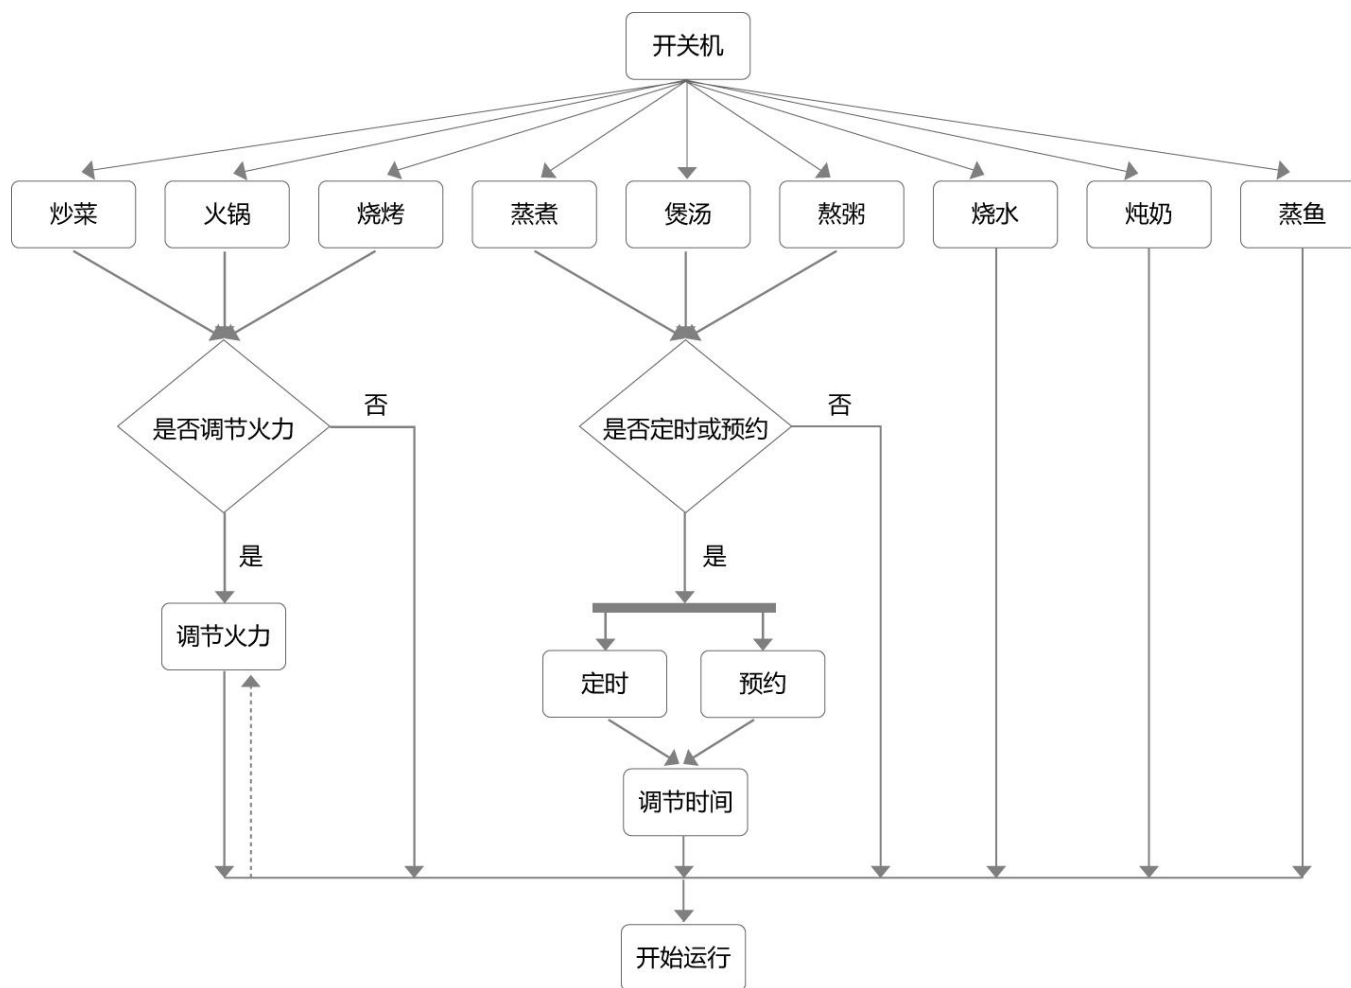 开关机
炒菜
火锅
烧烤
蒸煮
煲汤
熬粥
烧水
炖奶
蒸鱼
是否调节火力
否
是否定时或预约
否
是
是
调节火力
定时
预约
调节时间
开始运行